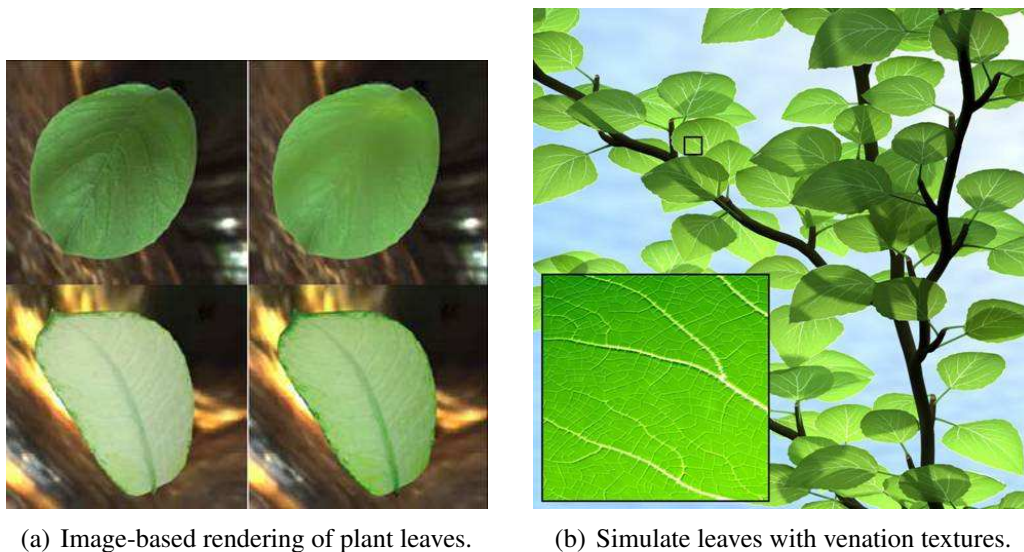 (a) Image-based rendering of plant leaves.
(b) Simulate leaves with venation textures.